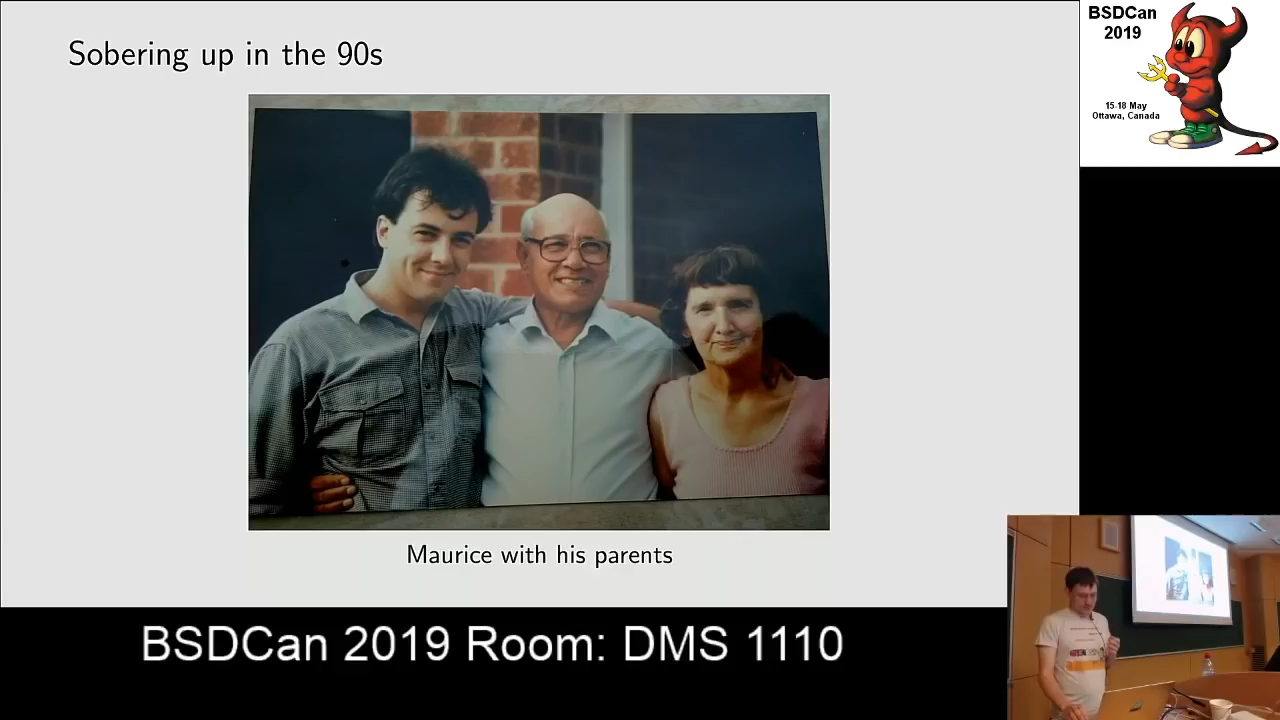 Sobering up in the 90s
BSDCan
2019
15-18 May
Ottawa, Canada
Maurice with his parents
BSDCan 2019 Room: DMS 1110